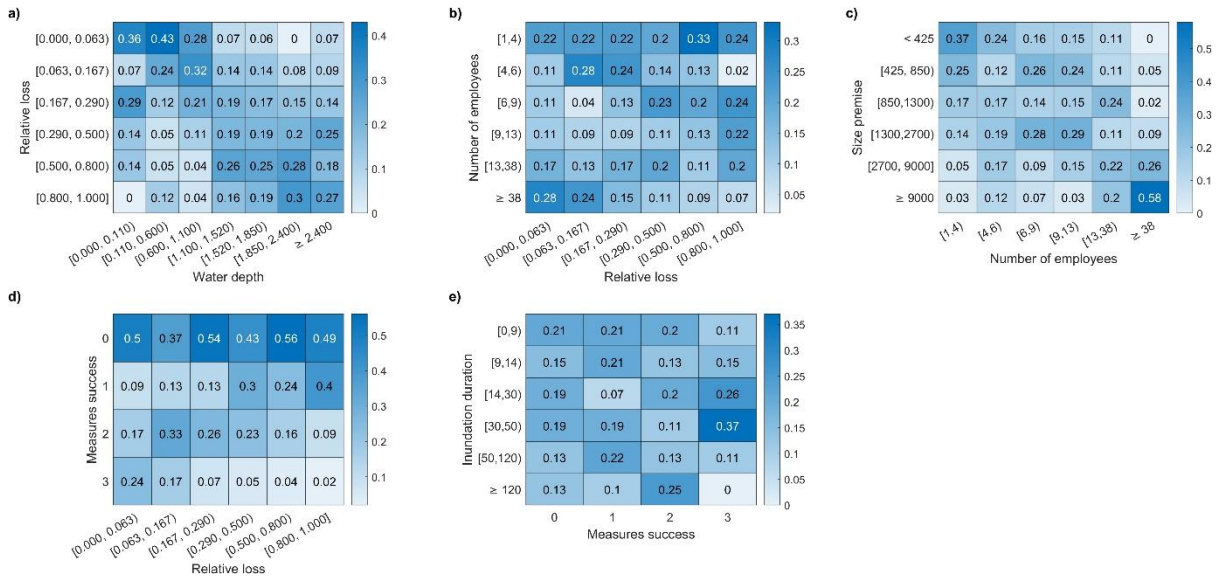 a)
Relative loss
[0.000, 0.063) 0.36 0.43 0.28 0.07 0.06 0 0.07
[0.063, 0.167) 0.07 0.24 0.32 0.14 0.14 0.08 0.09
[0.167, 0.290) 0.29 0.12 0.21 0.19 0.17 0.15 0.14
[0.290, 0.500) 0.14 0.05 0.11 0.19 0.19 0.2 0.25
[0.500, 0.800) 0.14 0.05 0.04 0.26 0.25 0.28 0.18
[0.800, 1.000] 0 0.12 0.04 0.16 0.19 0.3 0.27
[0.000, 0.110) [0.110, 0.600) [0.600, 1.100) [1.100, 1.520) [1.520, 1.850) [1.850, 2.400) ≥ 2.400
Water depth
0.4
0.3
0.2
0.1
0
b)
Number of employees
[1,4) 0.22 0.22 0.22 0.2 0.33 0.24
[4,6) 0.11 0.28 0.24 0.14 0.13 0.02
[6,9) 0.11 0.04 0.13 0.23 0.2 0.24
[9,13) 0.11 0.09 0.09 0.11 0.13 0.22
[13,38) 0.17 0.13 0.17 0.2 0.11 0.2
≥ 38 0.28 0.24 0.15 0.11 0.09 0.07
[0.000, 0.063) [0.063, 0.167) [0.167, 0.290) [0.290, 0.500) [0.500, 0.800) [0.800, 1.000]
Relative loss
0.3
0.25
0.2
0.15
0.1
0.05
c)
Size premise
< 425 0.37 0.24 0.16 0.15 0.11 0
[425, 850) 0.25 0.12 0.26 0.24 0.11 0.05
[850,1300) 0.17 0.17 0.14 0.15 0.24 0.02
[1300,2700) 0.14 0.19 0.28 0.29 0.11 0.09
[2700, 9000] 0.05 0.17 0.09 0.15 0.22 0.26
≥ 9000 0.03 0.12 0.07 0.03 0.2 0.58
[1,4) [4,6) [6,9) [9,13) [13,38) ≥ 38
Number of employees
0.5
0.4
0.3
0.2
0.1
0
d)
Measures success
0 0.5 0.37 0.54 0.43 0.56 0.49
1 0.09 0.13 0.13 0.3 0.24 0.4
2 0.17 0.33 0.26 0.23 0.16 0.09
3 0.24 0.17 0.07 0.05 0.04 0.02
[0.000, 0.063) [0.063, 0.167) [0.167, 0.290) [0.290, 0.500) [0.500, 0.800) [0.800, 1.000]
Relative loss
0.5
0.4
0.3
0.2
0.1
e)
Inundation duration
[0,9) 0.21 0.21 0.2 0.11
[9,14) 0.15 0.21 0.13 0.15
[14,30) 0.19 0.07 0.2 0.26
[30,50) 0.19 0.19 0.11 0.37
[50,120) 0.13 0.22 0.13 0.11
≥ 120 0.13 0.1 0.25 0
0 1 2 3
Measures success
0.35
0.3
0.25
0.2
0.15
0.1
0.05
0